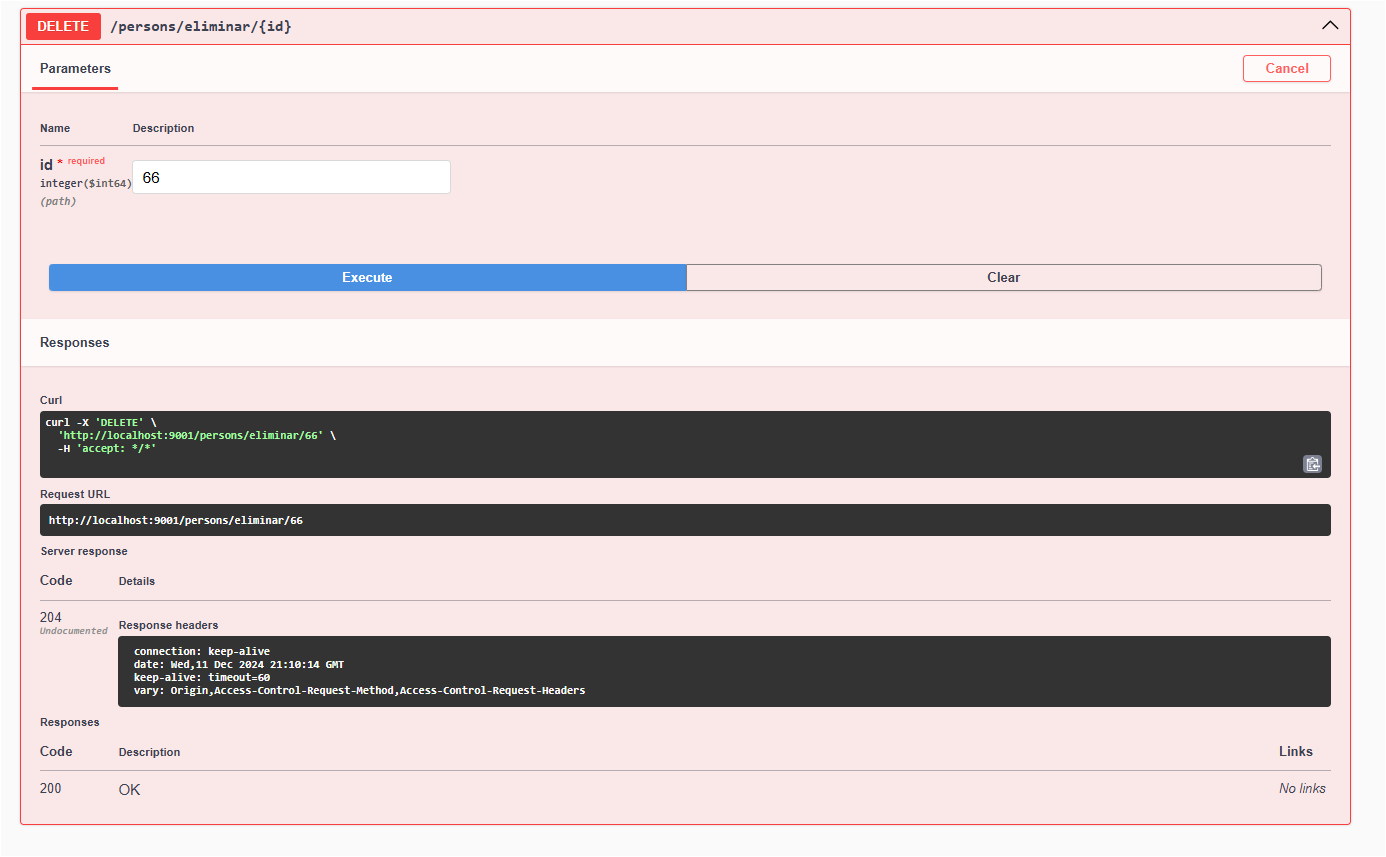 DELETE /persons/eliminar/{id}
Parameters
Cancel
Name Description
id * required
integer($int64)
(path)
66
Execute Clear
Responses
Curl
curl -X 'DELETE' \
'http://localhost:9001/persons/eliminar/66' \
-H 'accept: */*'
Request URL
http://localhost:9001/persons/eliminar/66
Server response
Code Details
204
Undocumented
Response headers
connection: keep-alive
date: Wed,11 Dec 2024 21:10:14 GMT
keep-alive: timeout=60
vary: Origin,Access-Control-Request-Method,Access-Control-Request-Headers
Responses
Code Description Links
200 OK No links